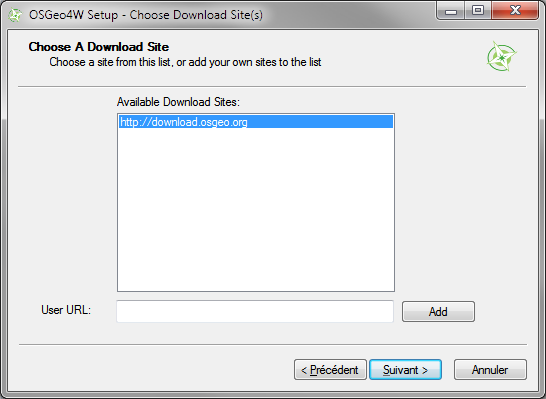 OSGeo4W Setup - Choose Download Site(s)
Choose A Download Site
Choose a site from this list, or add your own sites to the list
Available Download Sites:
http://download.osgeo.org
User URL:
Add
< Précédent
Suivant >
Annuler